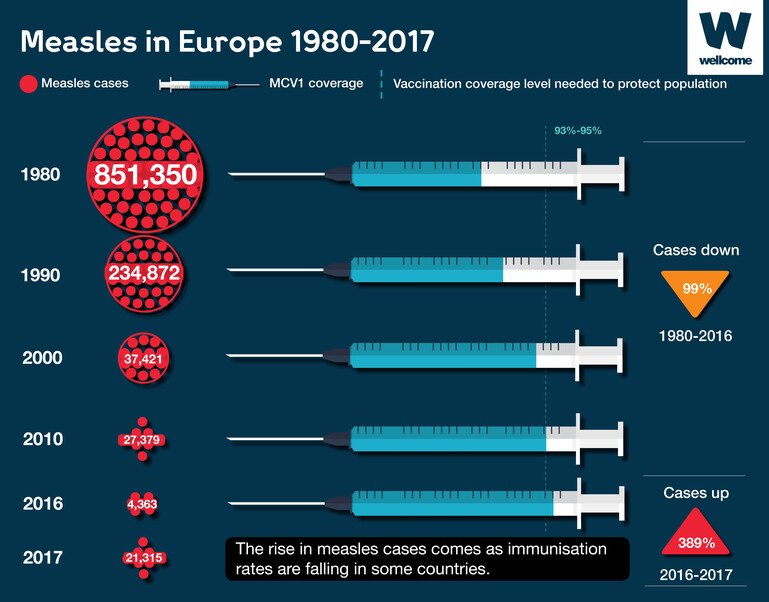 Measles in Europe 1980-2017
W
wellcome
Measles cases
MCV1 coverage
Vaccination coverage level needed to protect population
93%-95%
1980
851,350
1990
234,872
Cases down
99%
1980-2016
2000
37,421
2010
27,379
2016
4,363
Cases up
389%
2016-2017
2017
21,315
The rise in measles cases comes as immunisation
rates are falling in some countries.